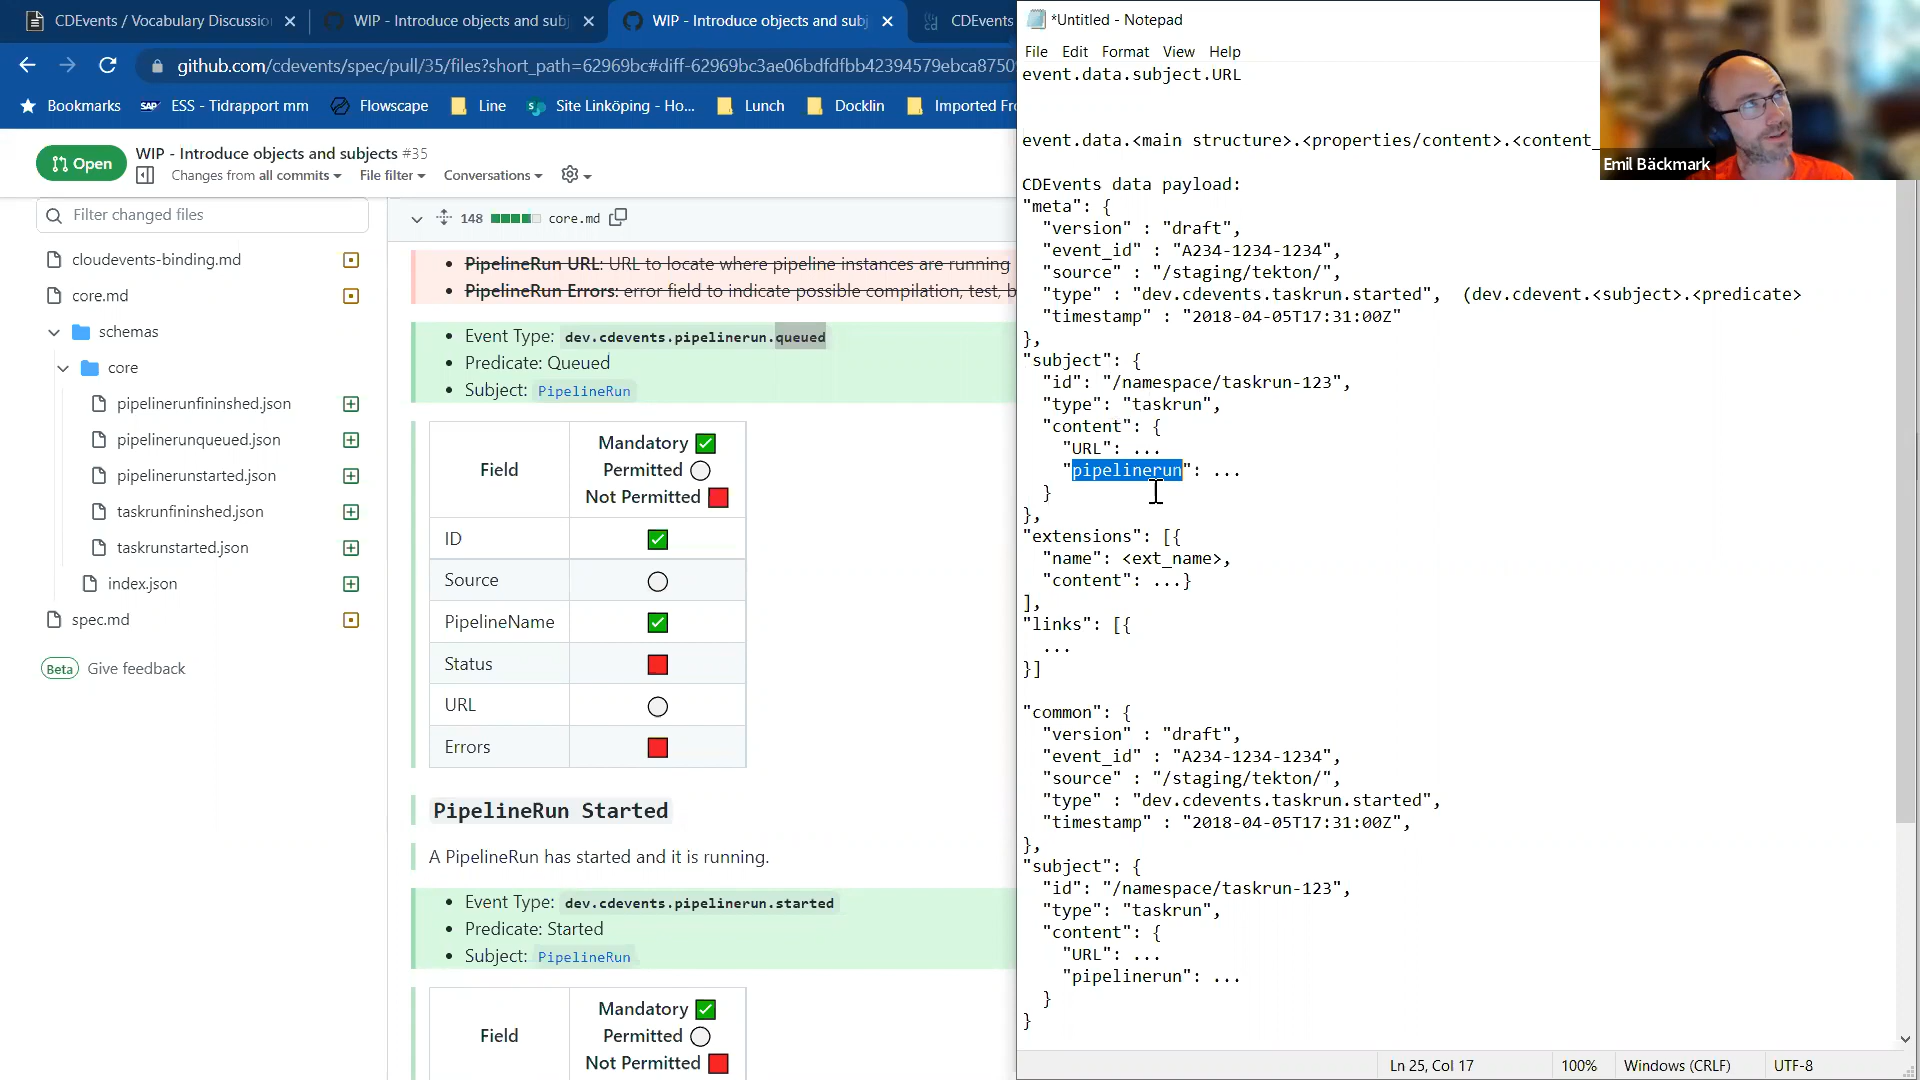 CDEvents / Vocabulary Discussio
WIP - Introduce objects and sub
WIP - Introduce objects and sub
CDEvents
github.com/cdevents/spec/pull/35/files?short_path=62969bc#diff-62969bc3ae06bdfdfbb42394579ebca8750
Bookmarks
SAP ESS - Tidrapport mm
Flowscape
Line
Site Linköping - Ho...
Lunch
Docklin
Imported Fr
Open
WIP - Introduce objects and subjects #35
Changes from all commits
File filter
Conversations
Filter changed files
cloudevents-binding.md
core.md
schemas
core
pipelinerunfininshed.json
pipelinerunqueued.json
pipelinerunstarted.json
taskrunfininshed.json
taskrunstarted.json
index.json
spec.md
Beta Give feedback
148 core.md
PipelineRun URL: URL to locate where pipeline instances are running
PipelineRun Errors: error field to indicate possible compilation, test, b
Event Type: dev.cdevents.pipelinerun.queued
Predicate: Queued
Subject: PipelineRun
Field
Mandatory
Permitted
Not Permitted
ID
Source
PipelineName
Status
URL
Errors
PipelineRun Started
A PipelineRun has started and it is running.
Event Type: dev.cdevents.pipelinerun.started
Predicate: Started
Subject: PipelineRun
Field
Mandatory
Permitted
Not Permitted
*Untitled - Notepad
File Edit Format View Help
event.data.subject.URL
event.data.<main structure>.<properties/content>.<content_
CDEvents data payload:
"meta": {
"version" : "draft",
"event_id" : "A234-1234-1234",
"source" : "/staging/tekton/",
"type" : "dev.cdevents.taskrun.started", (dev.cdevent.<subject>.<predicate>
"timestamp" : "2018-04-05T17:31:00Z"
},
"subject": {
"id": "/namespace/taskrun-123",
"type": "taskrun",
"content": {
"URL": ...
"pipelinerun": ...
}
},
"extensions": [{
"name": <ext_name>,
"content": ...}
],
"links": [{
...
}]
"common": {
"version" : "draft",
"event_id" : "A234-1234-1234",
"source" : "/staging/tekton/",
"type" : "dev.cdevents.taskrun.started",
"timestamp" : "2018-04-05T17:31:00Z",
},
"subject": {
"id": "/namespace/taskrun-123",
"type": "taskrun",
"content": {
"URL": ...
"pipelinerun": ...
}
}
Ln 25, Col 17
100%
Windows (CRLF)
UTF-8
Emil Bäckmark